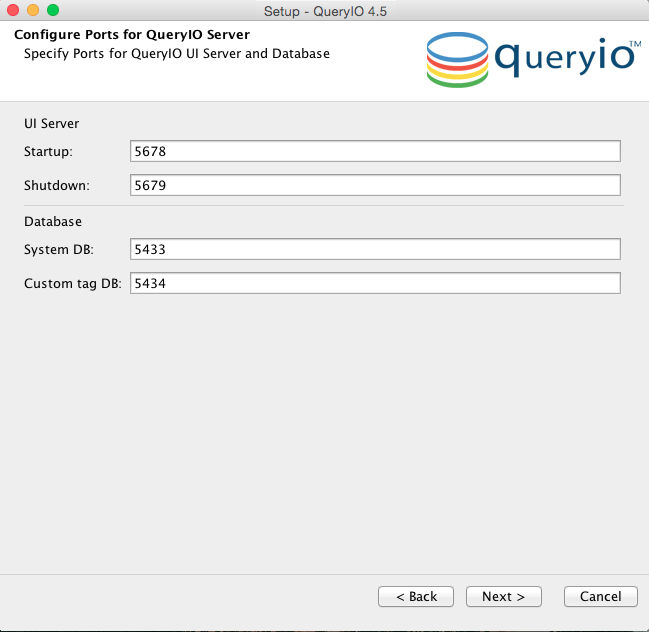 Setup - QueryIO 4.5
Configure Ports for QueryIO Server
Specify Ports for QueryIO UI Server and Database
queryio™
UI Server
Startup: 5678
Shutdown: 5679
Database
System DB: 5433
Custom tag DB: 5434
< Back Next > Cancel